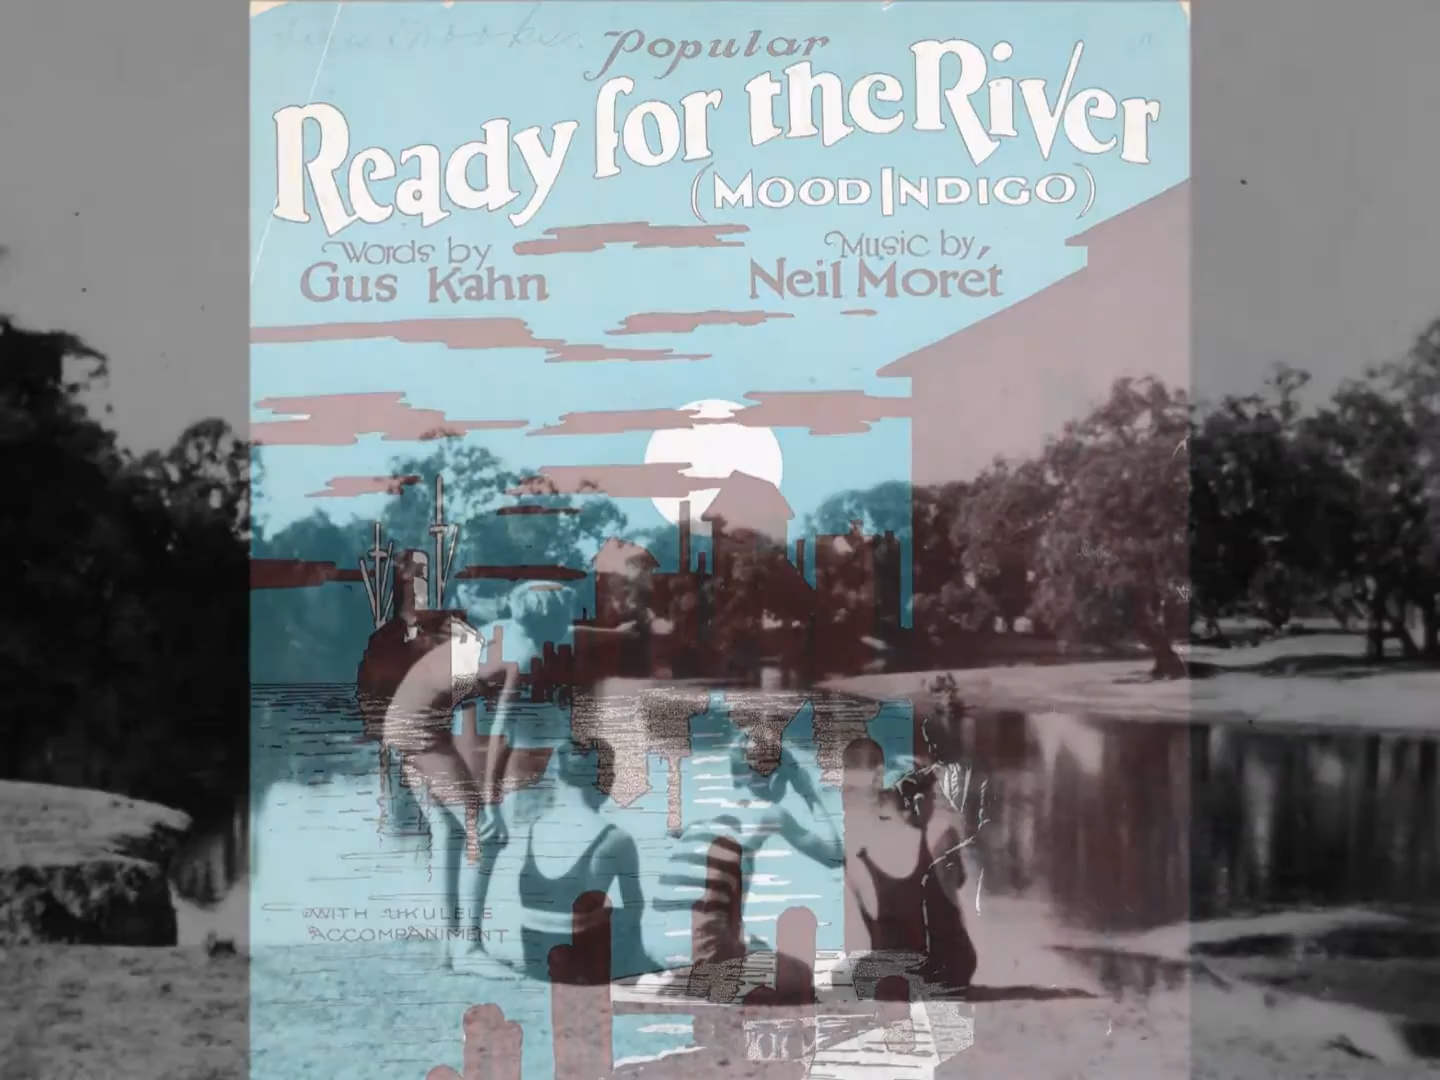 Popular
Ready for the River
(MOOD INDIGO)
Words by
Gus Kahn
Music by
Neil Moret
WITH UKULELE
ACCOMPANIMENT